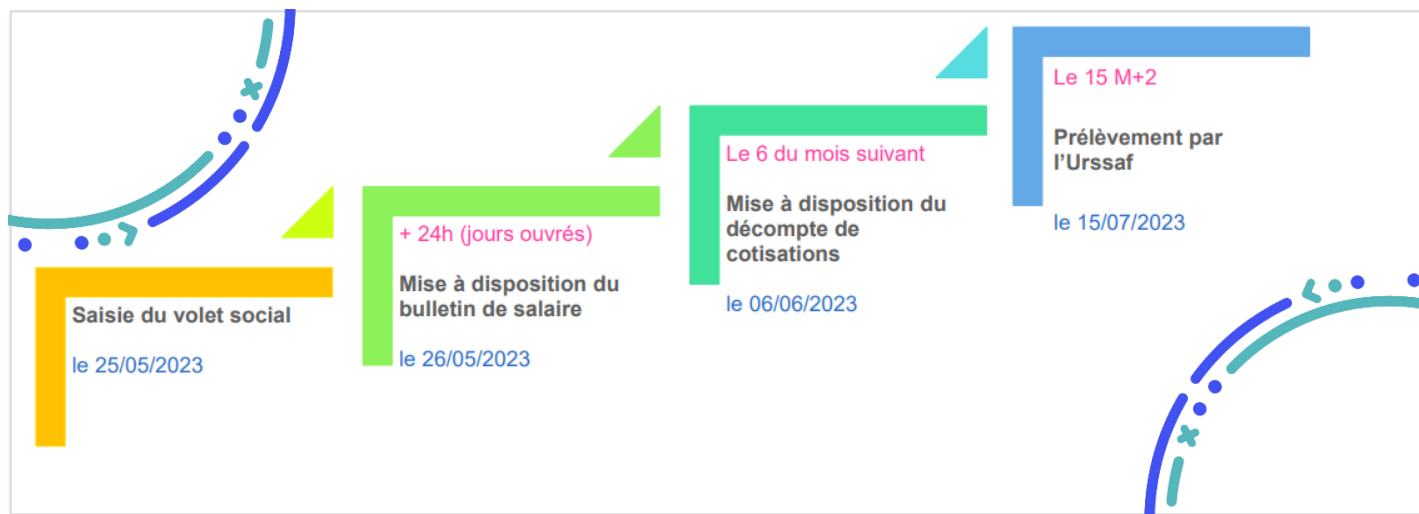 Saisie du volet social
le 25/05/2023
+ 24h (jours ouvrés)
Mise à disposition du
bulletin de salaire
le 26/05/2023
Le 6 du mois suivant
Mise à disposition du
décompte de
cotisations
le 06/06/2023
Le 15 M+2
Prélèvement par
l’Urssaf
le 15/07/2023